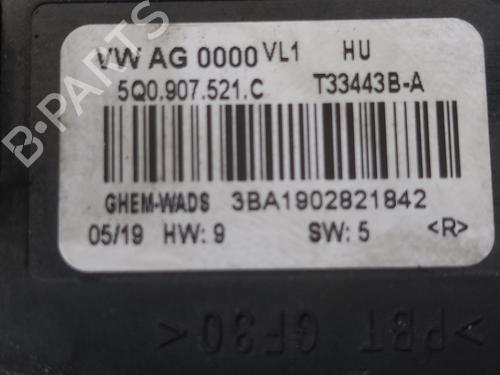 VW AG 0000 VL1 HU
5Q0.907.521.C T33443B-A
GHEM-WADS 3BA1902821842
05/19 HW: 9 SW: 5 <R>
>PBT GF30<
B-PARTS